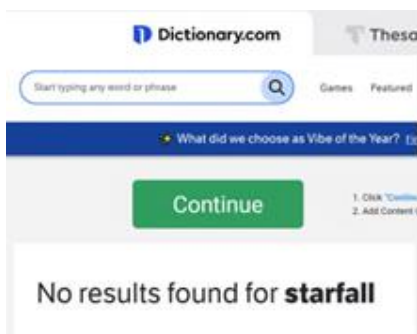 Dictionary.com
Start typing any word or phrase
Games Featured
What did we choose as Vibe of the Year?
Continue
1. Click "Continue
2. Add Content
No results found for starfall